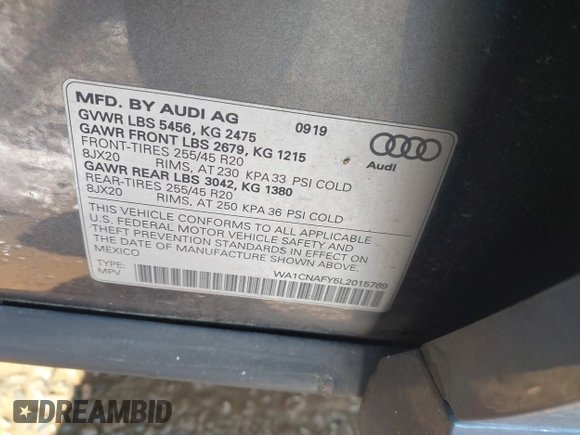 MFD. BY AUDI AG 0919
GVWR LBS 5456, KG 2475
GAWR FRONT LBS 2679, KG 1215
FRONT-TIRES 255/45 R20
8JX20 RIMS, AT 230 KPA 33 PSI COLD
GAWR REAR LBS 3042, KG 1380
REAR-TIRES 255/45 R20
8JX20 RIMS, AT 250 KPA 36 PSI COLD
Audi
THIS VEHICLE CONFORMS TO ALL APPLICABLE
U.S. FEDERAL MOTOR VEHICLE SAFETY AND
THEFT PREVENTION STANDARDS IN EFFECT ON
THE DATE OF MANUFACTURE SHOWN ABOVE.
MEXICO
WA1CNAFY5L2015789
TYPE:
MPV
DREAMBID